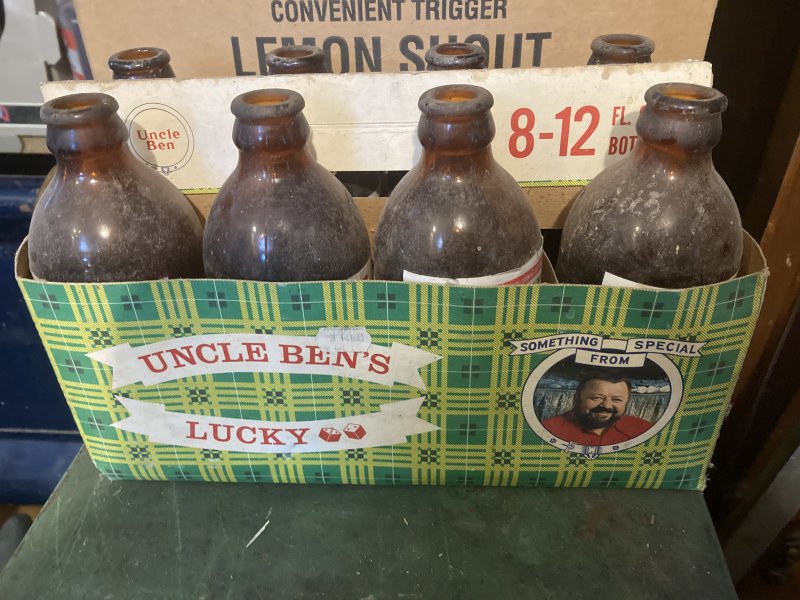 CONVENIENT TRIGGER
LEMON SHOUT
Uncle
Ben
8-12 FL.
BOT
UNCLE BEN'S
LUCKY
SOMETHING SPECIAL
FROM